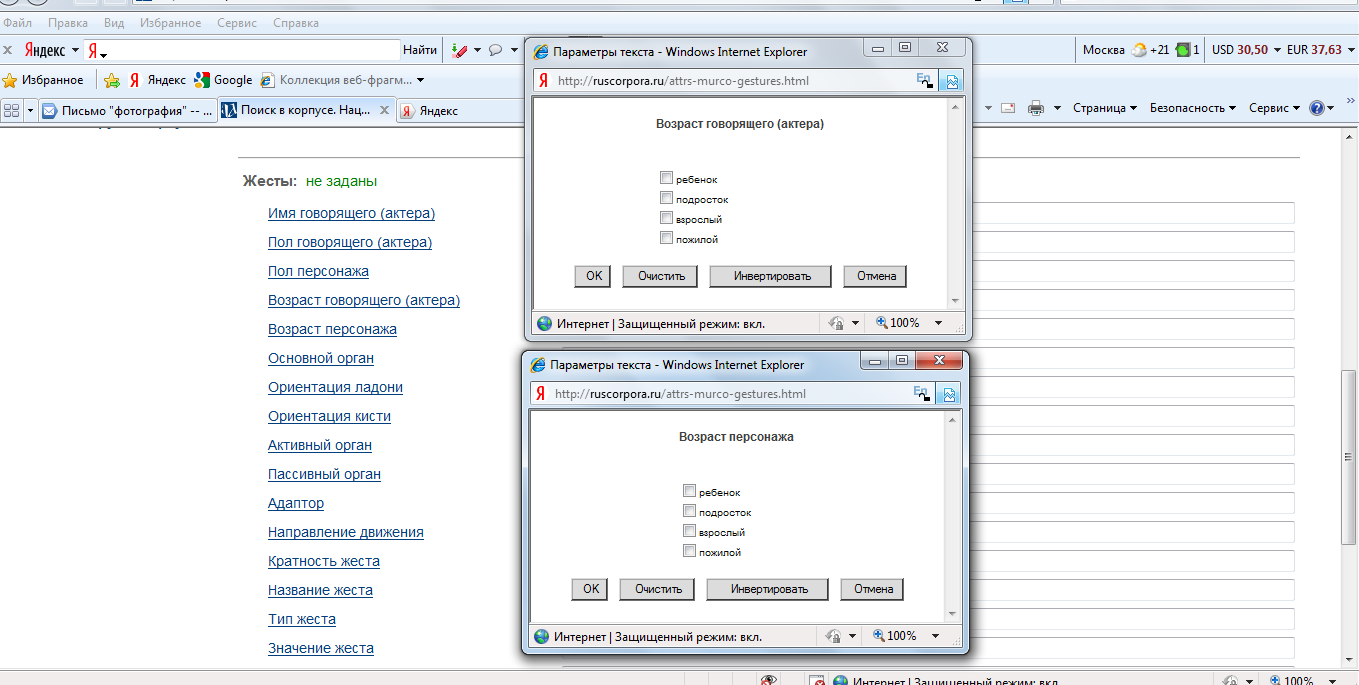 Файл Правка Вид Избранное Сервис Справка
Яндекс Я Найти Москва +21 1 USD 30,50 EUR 37,63
Избранное Яндекс Google Коллекция веб-фрагм...
Письмо "фотография" -- ... Поиск в корпусе. Нац... Яндекс Страница Безопасность Сервис
Жесты: не заданы
Имя говорящего (актера)
Пол говорящего (актера)
Пол персонажа
Возраст говорящего (актера)
Возраст персонажа
Основной орган
Ориентация ладони
Ориентация кисти
Активный орган
Пассивный орган
Адаптор
Направление движения
Кратность жеста
Название жеста
Тип жеста
Значение жеста
Параметры текста - Windows Internet Explorer
http://ruscorpora.ru/attrs-murco-gestures.html
Возраст говорящего (актера)
ребенок
подросток
взрослый
пожилой
OK Очистить Инвертировать Отмена
Интернет | Защищенный режим: вкл. 100%
Параметры текста - Windows Internet Explorer
http://ruscorpora.ru/attrs-murco-gestures.html
Возраст персонажа
ребенок
подросток
взрослый
пожилой
OK Очистить Инвертировать Отмена
Интернет | Защищенный режим: вкл. 100%
Интернет | Защищенный режим: вкл. 100%